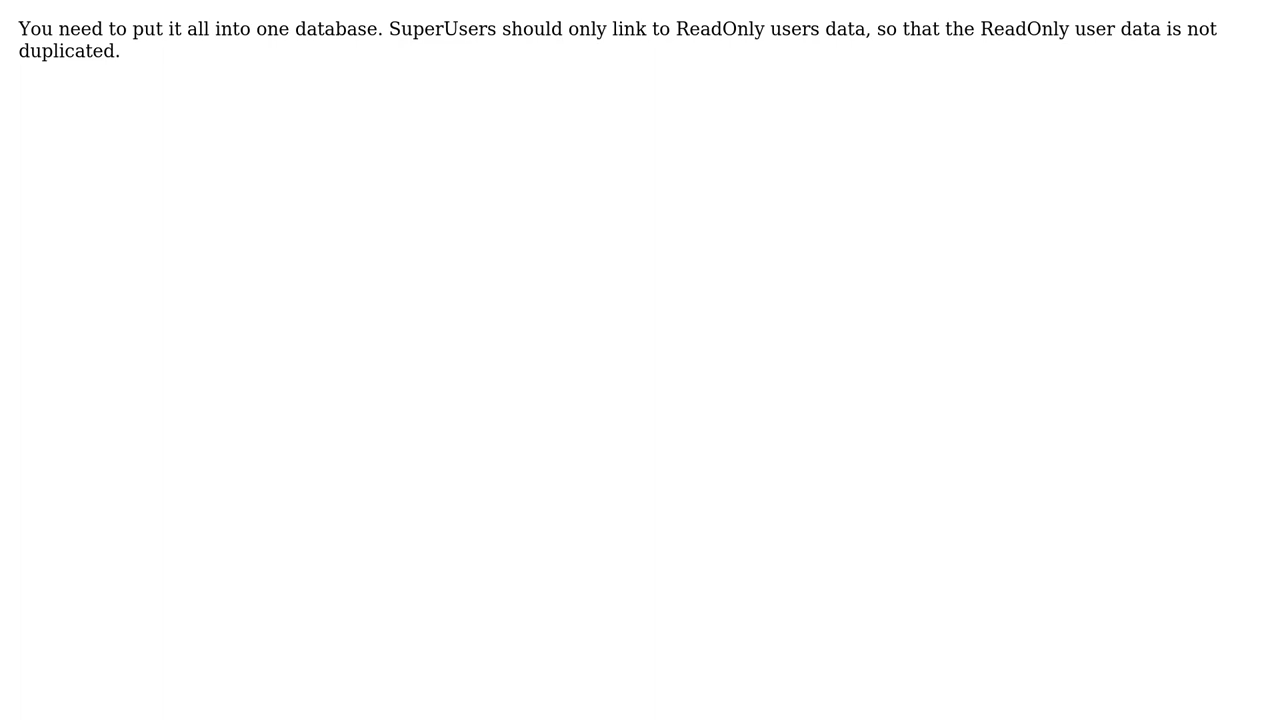 You need to put it all into one database. SuperUsers should only link to ReadOnly users data, so that the ReadOnly user data is not
duplicated.